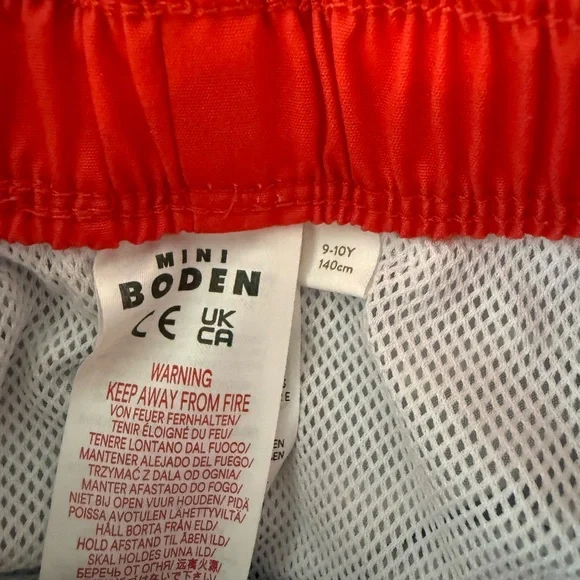 MINI
BODEN
CE UK
CA
9-10Y
140cm
WARNING
KEEP AWAY FROM FIRE
VON FEUER FERNHALTEN/
TENIR ÉLOIGNÉ DU FEU/
TENERE LONTANO DAL FUOCO/
MANTENER ALEJADO DEL FUEGO/
TRZYMAĆ Z DALA OD OGNIA/
MANTER AFASTADO DO FOGO/
NIET BIJ OPEN VUUR HOUDEN/ PIDÄ
POISSA AVOTULEN LÄHETTYVILTÄ/
HÅLL BORTA FRÅN ELD/
HOLD AFSTAND TIL ÅBEN ILD/
SKAL HOLDES UNNA ILD/
БЕРЕЧЬ ОТ ОГНЯ/ 远离火源/